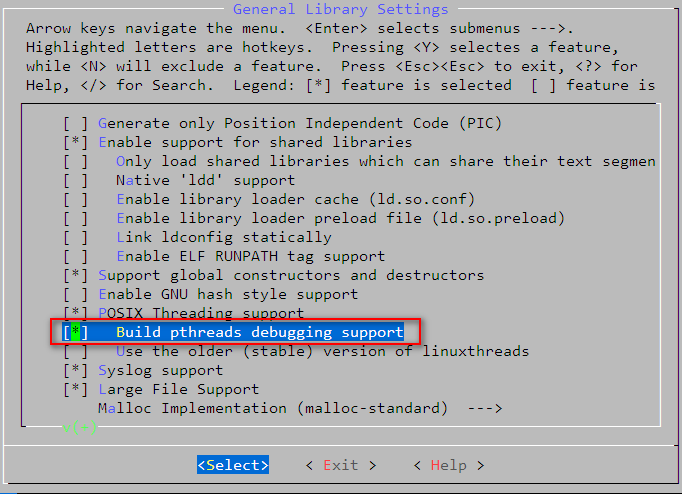 General Library Settings
Arrow keys navigate the menu.  <Enter> selects submenus --->.
Highlighted letters are hotkeys.  Pressing <Y> selectes a feature,
while <N> will exclude a feature.  Press <Esc><Esc> to exit, <?> for
Help, </> for Search.  Legend: [*] feature is selected  [ ] feature is
[ ] Generate only Position Independent Code (PIC)
[*] Enable support for shared libraries
[ ]   Only load shared libraries which can share their text segmen
[ ]   Native 'ldd' support
[ ]   Enable library loader cache (ld.so.conf)
[ ]   Enable library loader preload file (ld.so.preload)
[ ]   Link ldconfig statically
[ ]   Enable ELF RUNPATH tag support
[*] Support global constructors and destructors
[ ] Enable GNU hash style support
[*] POSIX Threading support
[*]   Build pthreads debugging support
[ ]   Use the older (stable) version of linuxthreads
[*] Syslog support
[*] Large File Support
Malloc Implementation (malloc-standard)  --->
v(+)
<Select>    < Exit >    < Help >